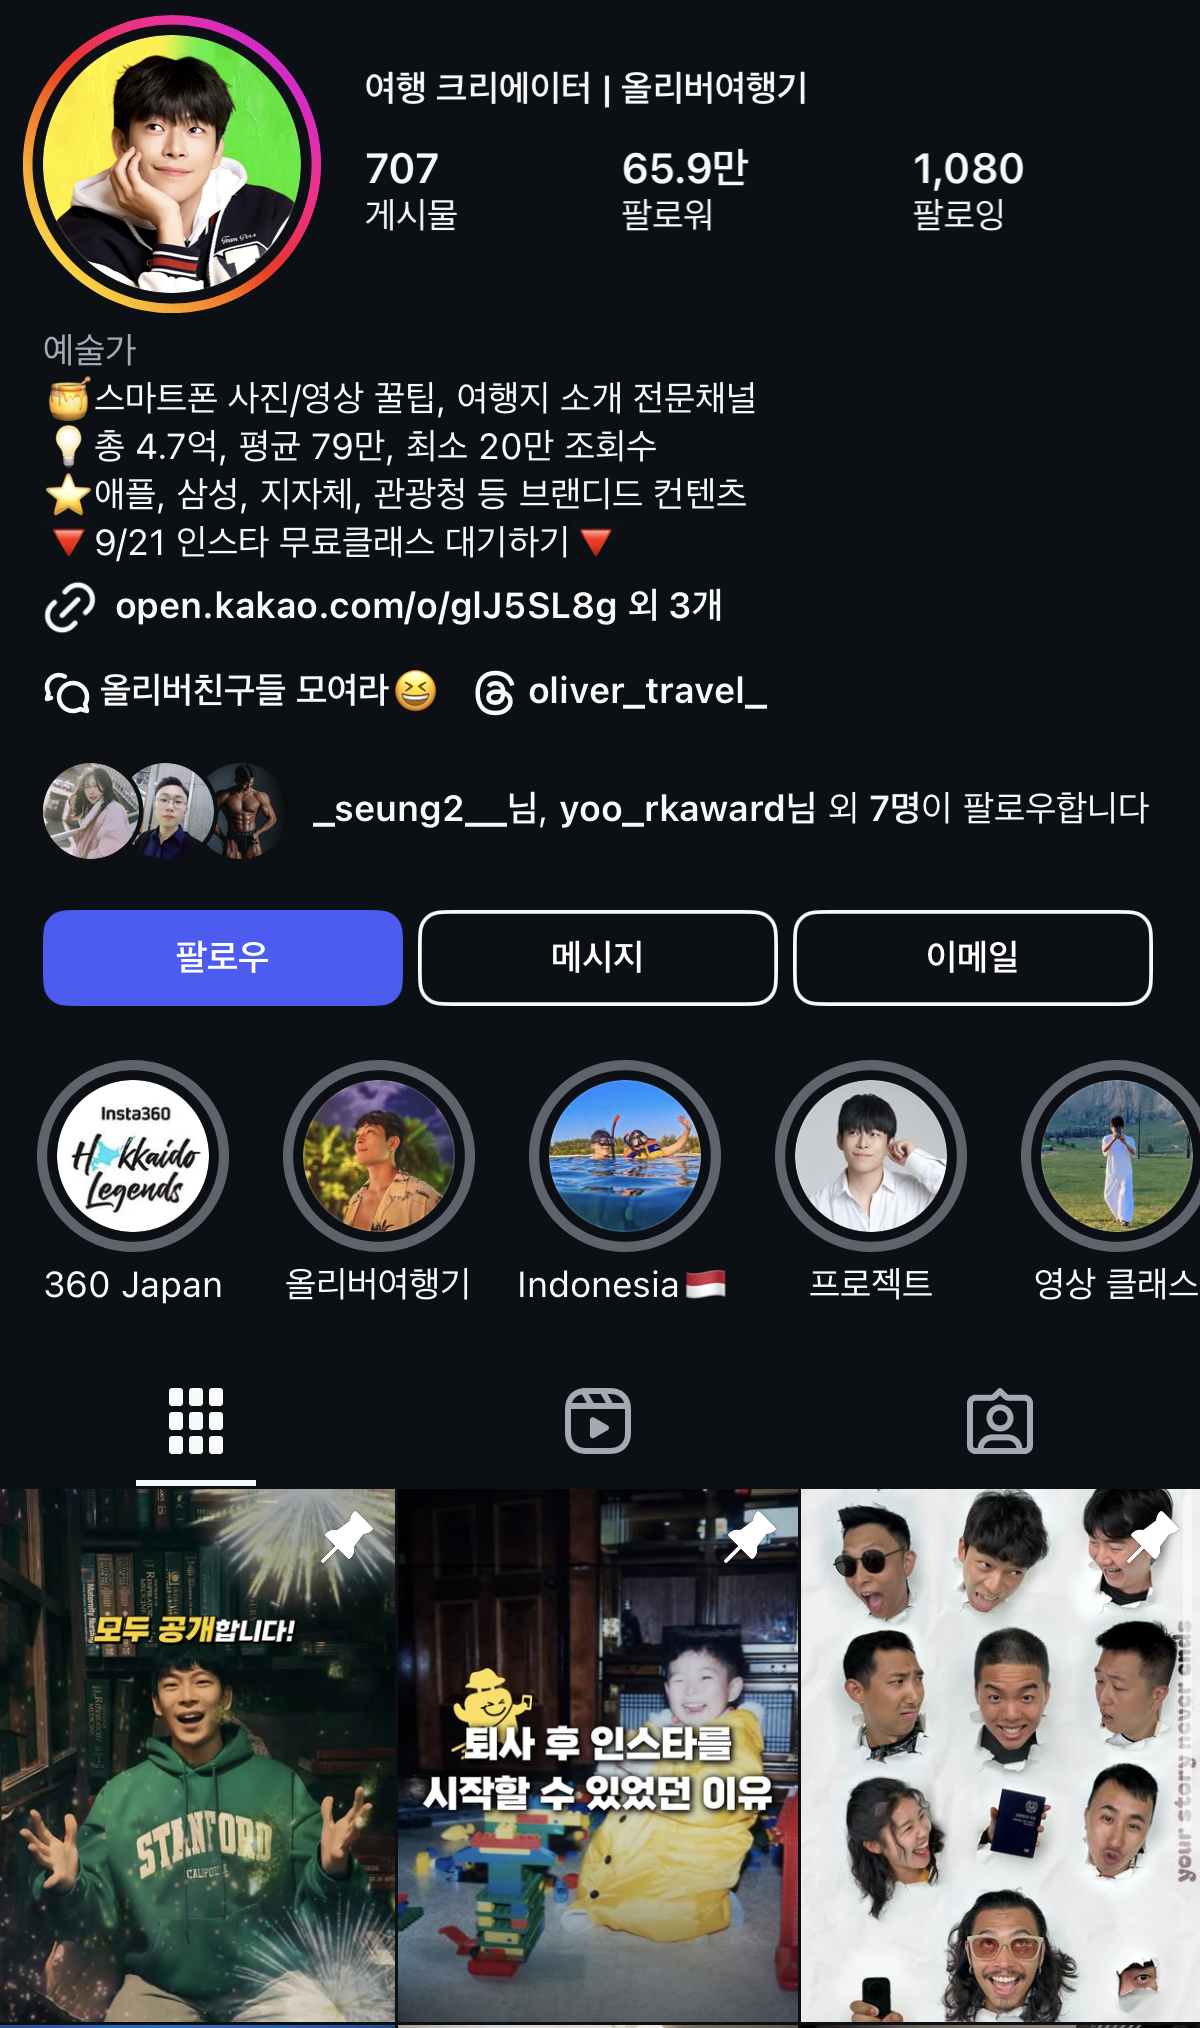 여행 크리에이터 | 올리버여행기
707 65.9만 1,080
게시물 팔로워 팔로잉
예술가
🍯스마트폰 사진/영상 꿀팁, 여행지 소개 전문채널
💡총 4.7억, 평균 79만, 최소 20만 조회수
⭐애플, 삼성, 지자체, 관광청 등 브랜디드 컨텐츠
🔻9/21 인스타 무료클래스 대기하기🔻
open.kakao.com/o/glJ5SL8g 외 3개
올리버친구들 모여라😆 oliver_travel_
_seung2__님, yoo_rkaward님 외 7명이 팔로우합니다
팔로우 메시지 이메일
Insta360
Hokkaido
Legends
360 Japan 올리버여행기 Indonesia🇮🇩 프로젝트 영상 클래스
모두 공개합니다!
STANFORD
퇴사 후 인스타를
시작할 수 있었던 이유
your story never ends